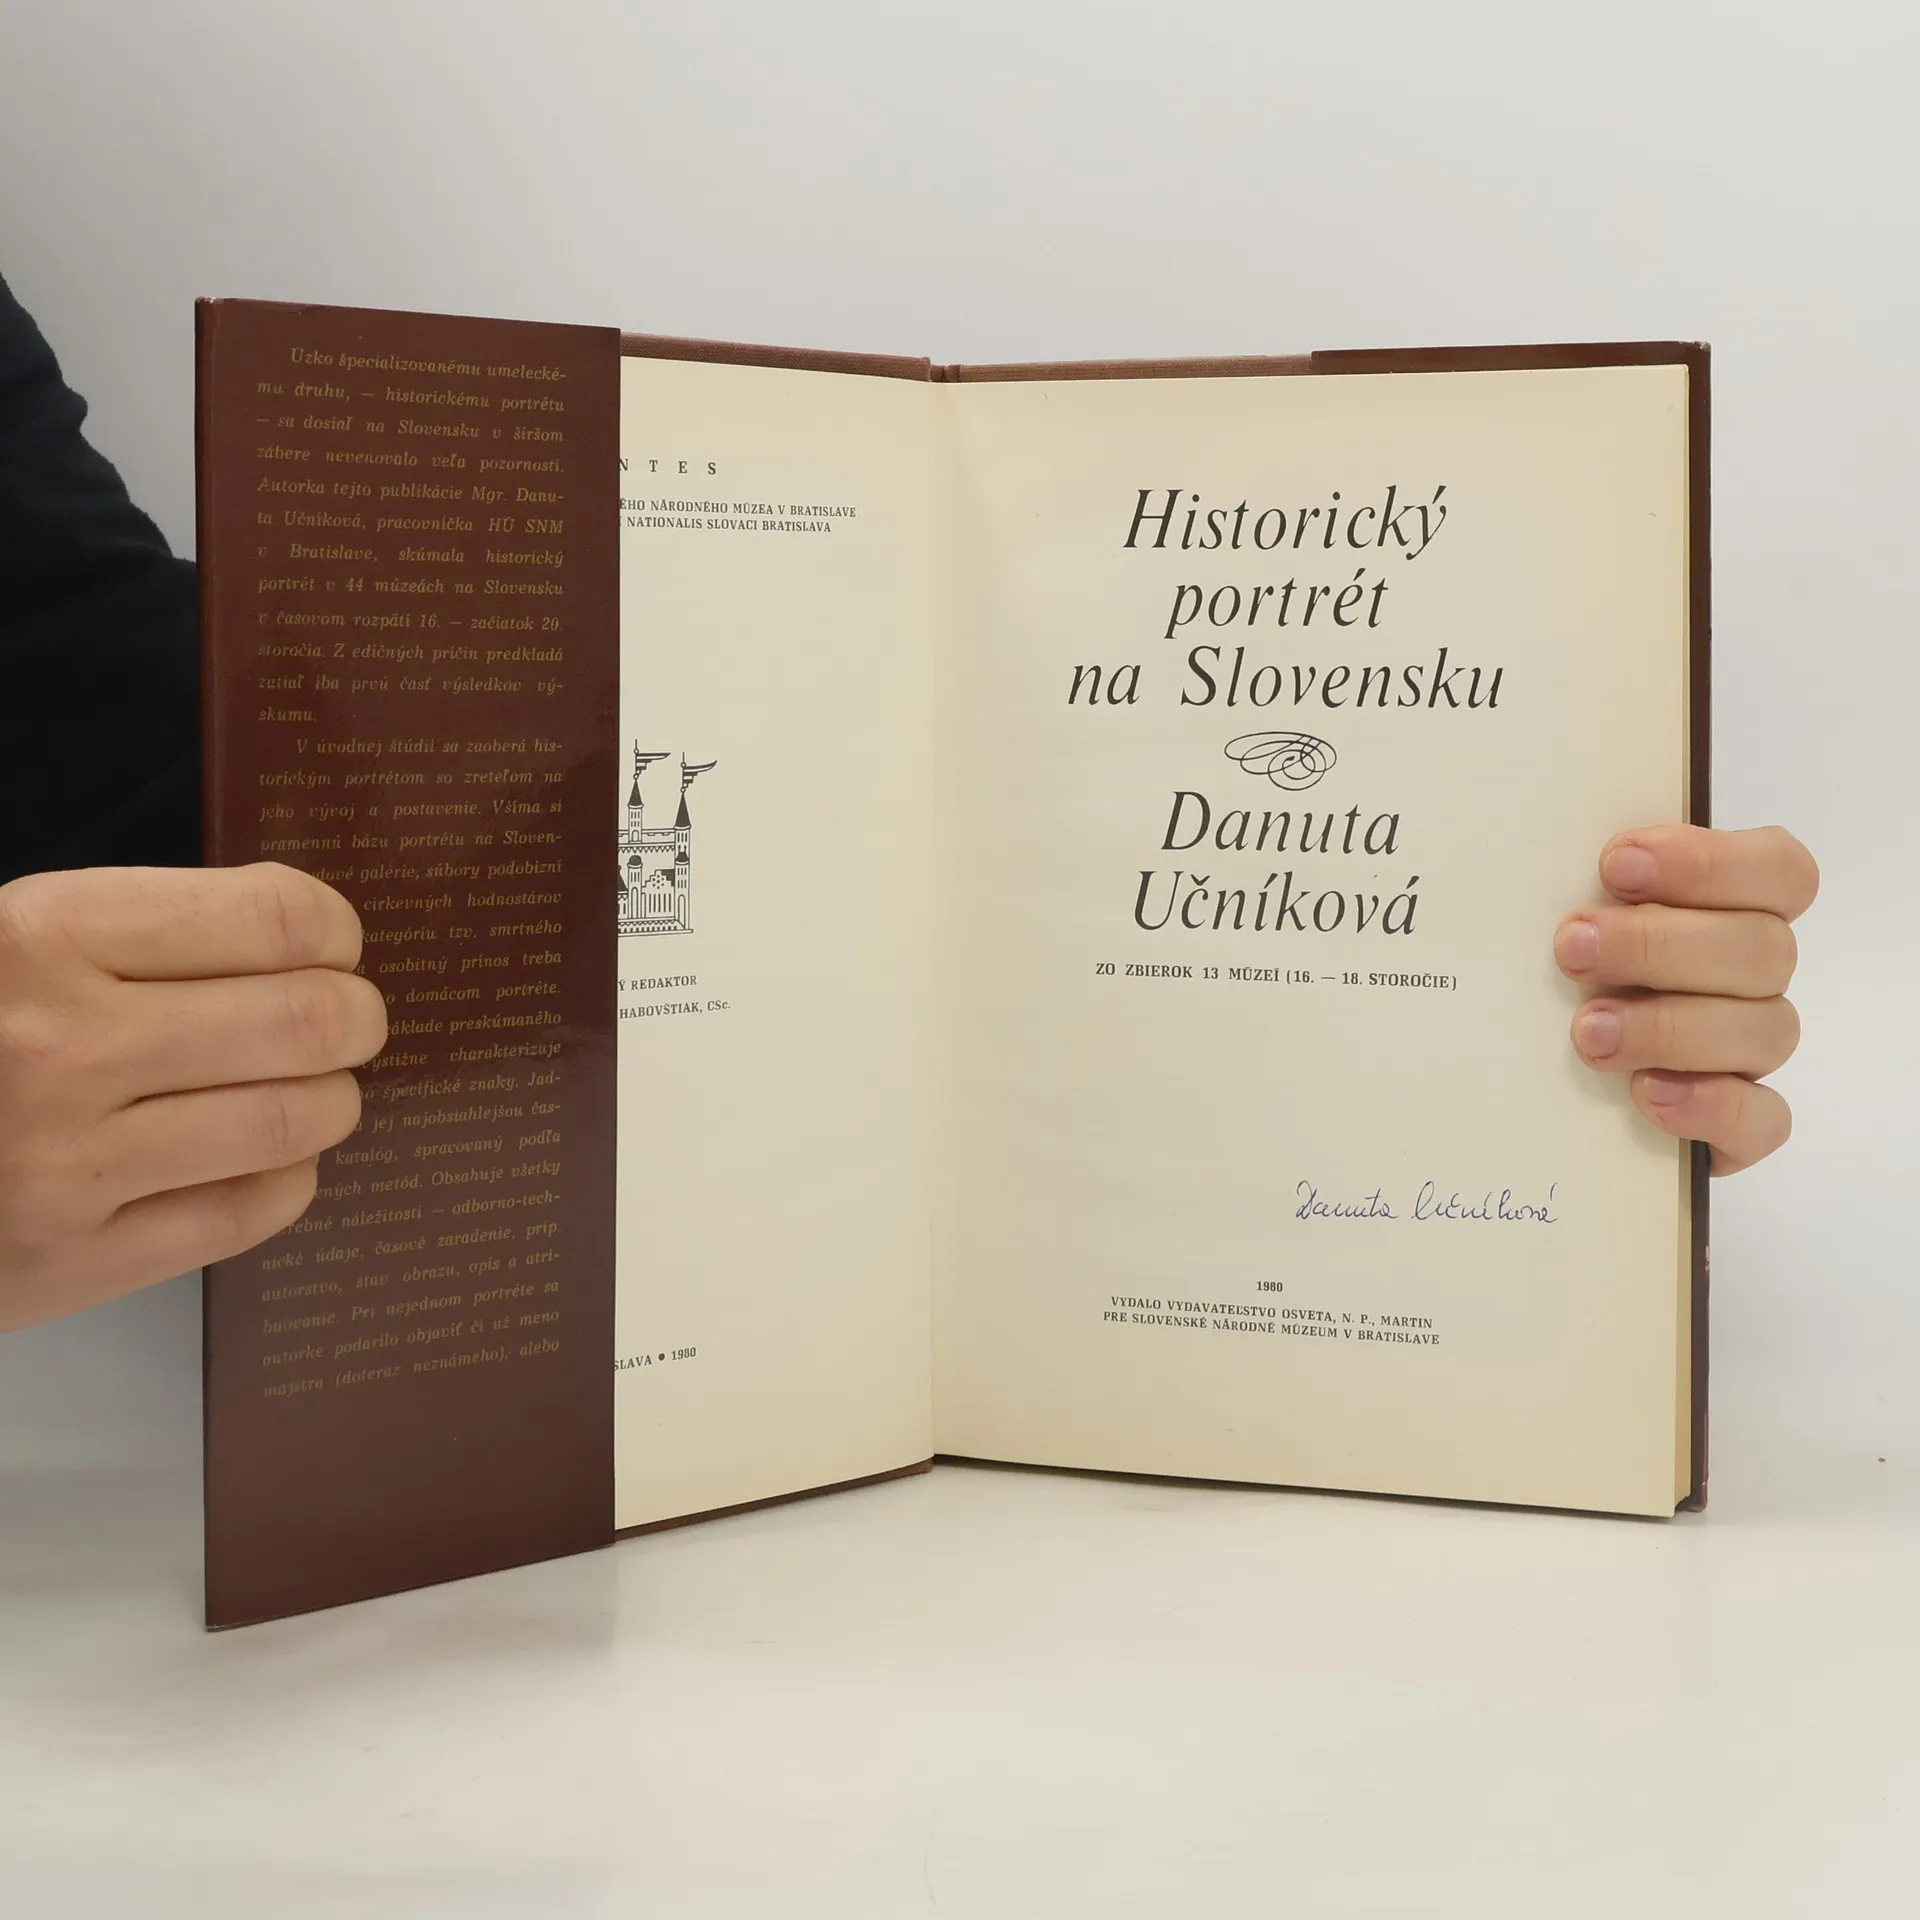 Úzko špecializovanému umelecké-
mu druhu, — historickému portrétu
— sa dosiaľ na Slovensku v širšom
zábere nevenovalo veľa pozornosti.
Autorka tejto publikácie Mgr. Danu-
ta Učníková, pracovníčka HÚ SNM
v Bratislave, skúmala historický
portrét v 44 múzeách na Slovensku
v časovom rozpätí 16. — začiatok 20.
storočia. Z edičných príčin predkladá
zatiaľ iba prvú časť výsledkov vý-
skumu.
V úvodnej štúdii sa zaoberá his-
torickým portrétom so zreteľom na
jeho vývoj a postavenie. Všíma si
pramennú bázu portrétu na Sloven-
galérie, súbory podobizní
cirkevných hodnostárov
kategóriu tzv. smrtného
osobitný prínos treba
o domácom portréte.
preskúmaného
charakterizuje
špecifické znaky. Jad-
jej najobsiahlejšou čas-
katalóg, spracovaný podľa
metód. Obsahuje všetky
náležitosti — odborno-tech-
nické údaje, časové zaradenie, príp.
autorstvo, stav obrazu, opis a atri-
buovanie. Pri nejednom portréte sa
autorke podarilo objaviť či už meno
majstra (doteraz neznámeho), alebo
NTES
ÉHO NÁRODNÉHO MÚZEA V BRATISLAVE
NATIONALIS SLOVACI BRATISLAVA
Ý REDAKTOR
HABOVŠTIAK, CSc.
SLAVA • 1980
Historický
portrét
na Slovensku
Danuta
Učníková
ZO ZBIEROK 13 MÚZEÍ (16. — 18. STOROČIE)
Danuta Učníková
1980
VYDALO VYDAVATEĽSTVO OSVETA, N. P., MARTIN
PRE SLOVENSKÉ NÁRODNÉ MÚZEUM V BRATISLAVE